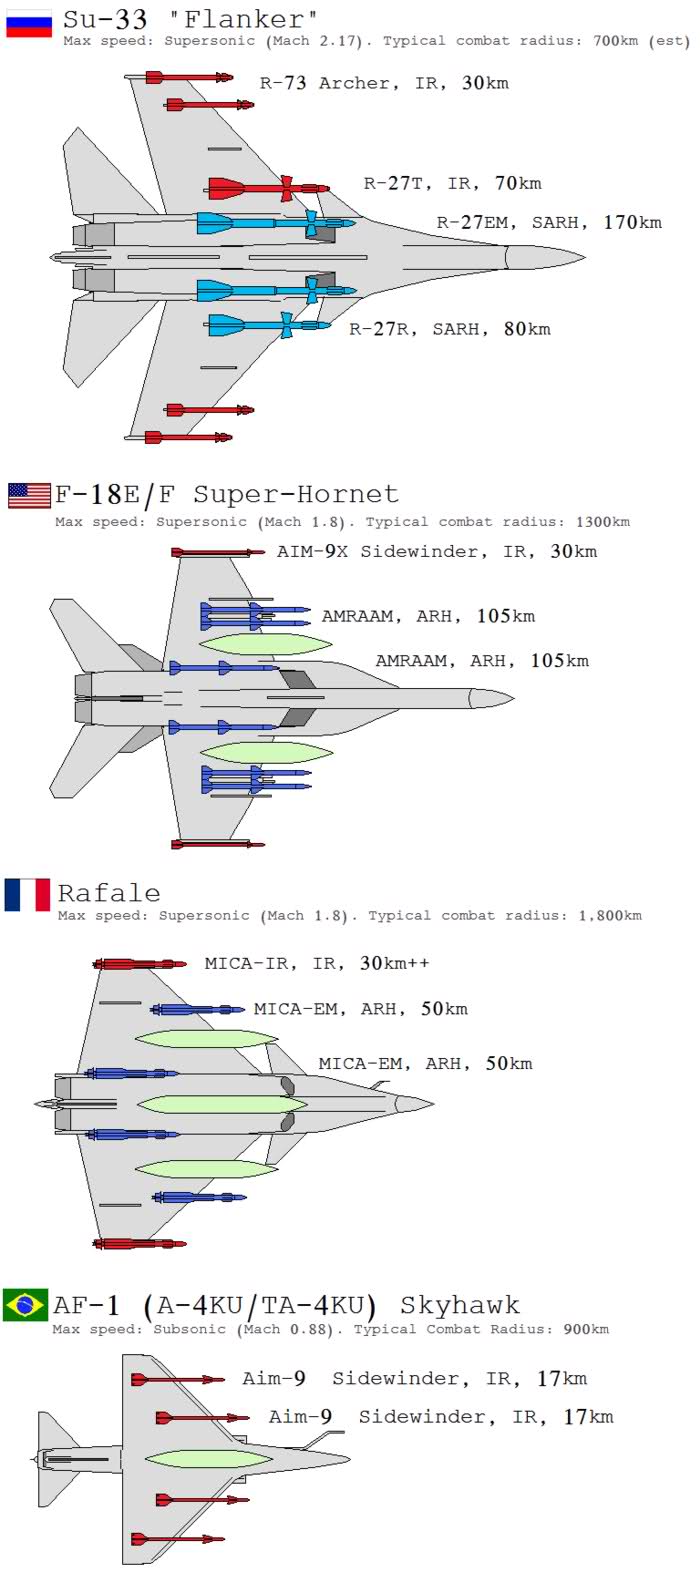 Su-33 "Flanker"
Max speed: Supersonic (Mach 2.17). Typical combat radius: 700km (est)
R-73 Archer, IR, 30km
R-27T, IR, 70km
R-27EM, SARH, 170km
R-27R, SARH, 80km
F-18E/F Super-Hornet
Max speed: Supersonic (Mach 1.8). Typical combat radius: 1300km
AIM-9X Sidewinder, IR, 30km
AMRAAM, ARH, 105km
AMRAAM, ARH, 105km
Rafale
Max speed: Supersonic (Mach 1.8). Typical combat radius: 1,800km
MICA-IR, IR, 30km++
MICA-EM, ARH, 50km
MICA-EM, ARH, 50km
AF-1 (A-4KU/TA-4KU) Skyhawk
Max speed: Subsonic (Mach 0.88). Typical Combat Radius: 900km
Aim-9 Sidewinder, IR, 17km
Aim-9 Sidewinder, IR, 17km